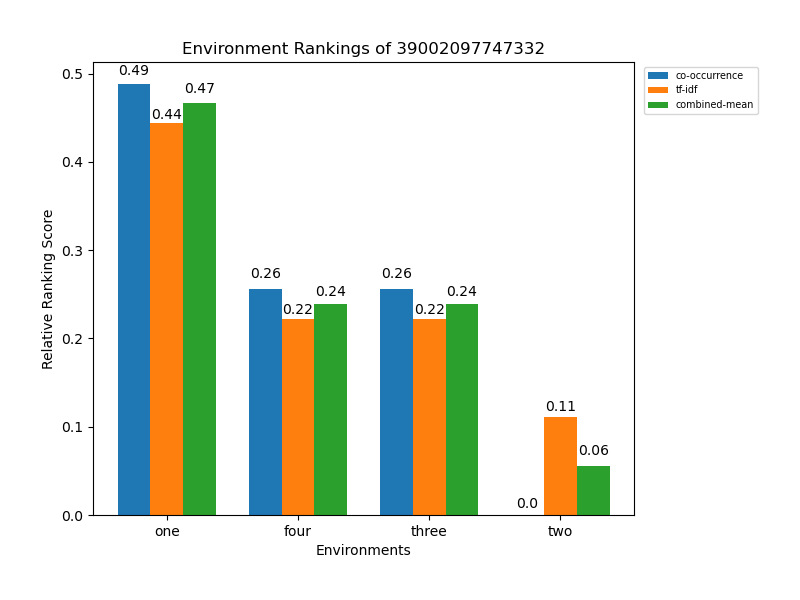 Environment Rankings of 39002097747332
co-occurrence
tf-idf
combined-mean
Relative Ranking Score
0.5
0.4
0.3
0.2
0.1
0.0
0.49
0.44
0.47
0.26
0.22
0.24
0.26
0.22
0.24
0.0
0.11
0.06
one
four
three
two
Environments